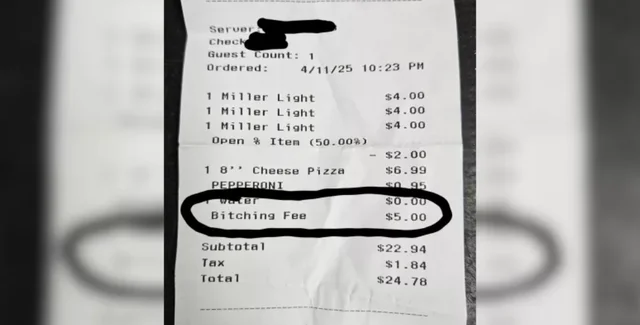 Server
Check
Guest Count: 1
Ordered: 4/11/25 10:23 PM
1 Miller Light $4.00
1 Miller Light $4.00
1 Miller Light $4.00
Open % Item (50.00%)
- $2.00
1 8'' Cheese Pizza $6.99
PEPPERONI $0.95
1 Water $0.00
Bitching Fee $5.00
Subtotal $22.94
Tax $1.84
Total $24.78